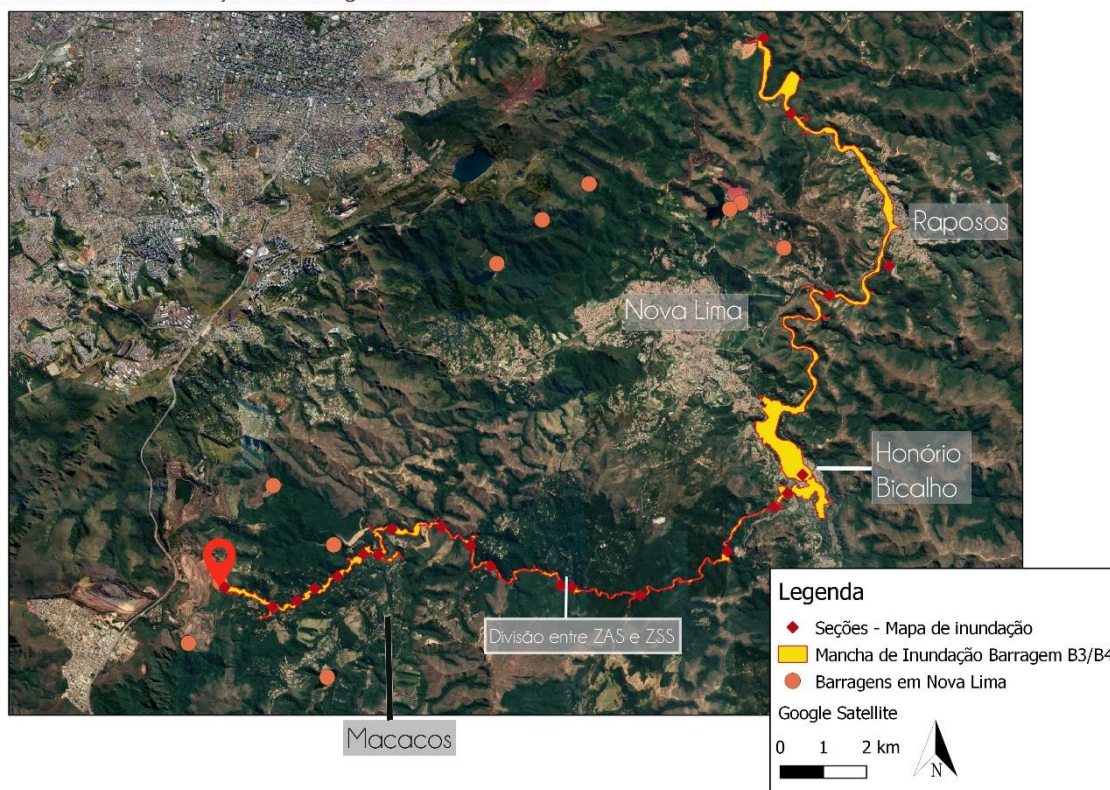 Raposos
Nova Lima
Honório
Bicalho
Divisão entre ZAS e ZSS
Macacos
Legenda
Seções - Mapa de inundação
Mancha de Inundação Barragem B3/B4
Barragens em Nova Lima
Google Satellite
0 1 2 km
N